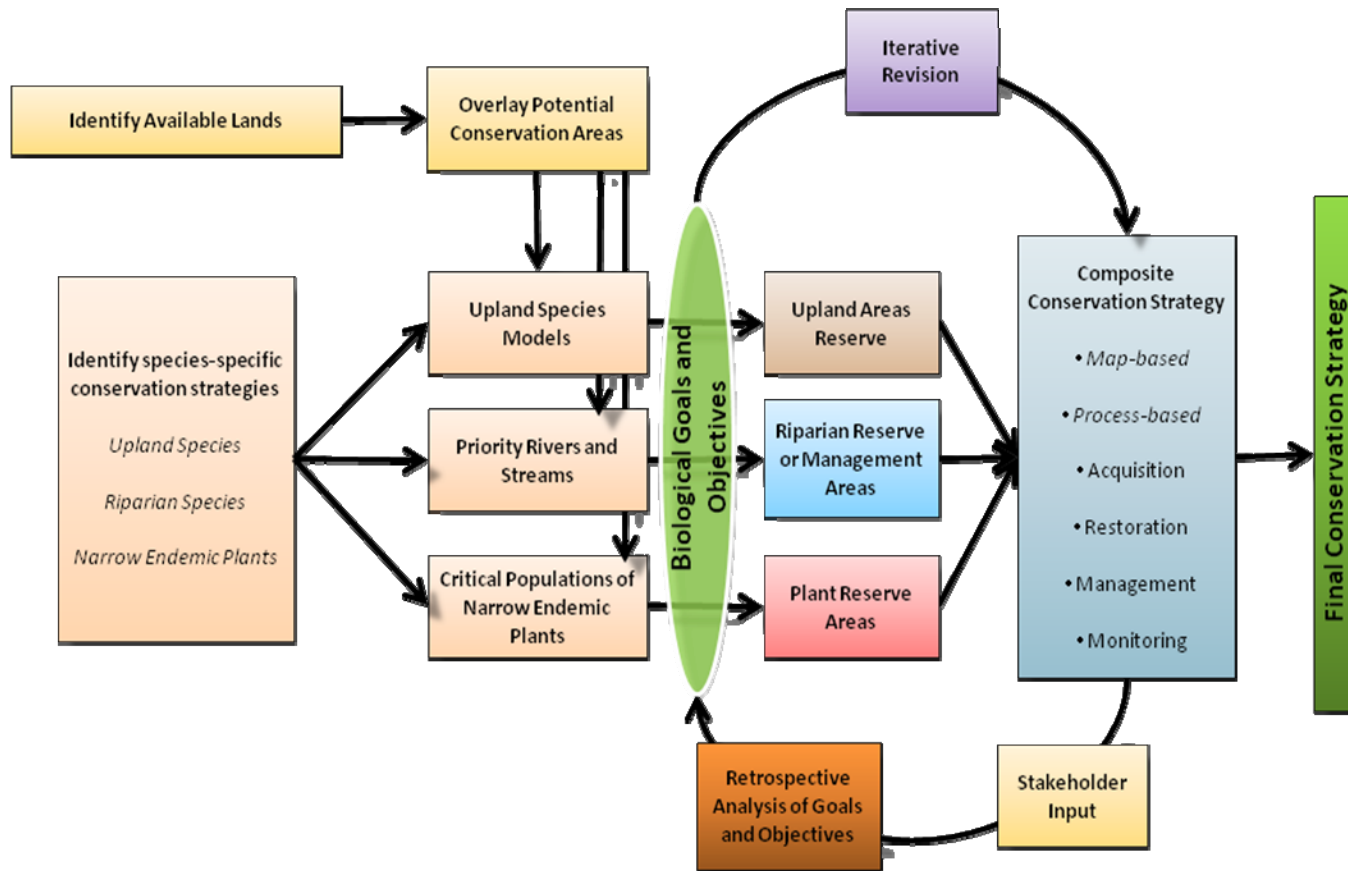 Iterative
Revision
Identify Available Lands
Overlay Potential
Conservation Areas
Identify species-specific
conservation strategies
Upland Species
Riparian Species
Narrow Endemic Plants
Upland Species
Models
Priority Rivers and
Streams
Critical Populations of
Narrow Endemic
Plants
Biological Goals and
Objectives
Upland Areas
Reserve
Riparian Reserve
or Management
Areas
Plant Reserve
Areas
Composite
Conservation Strategy
• Map-based
• Process-based
• Acquisition
• Restoration
• Management
• Monitoring
Final Conservation Strategy
Retrospective
Analysis of Goals
and Objectives
Stakeholder
Input